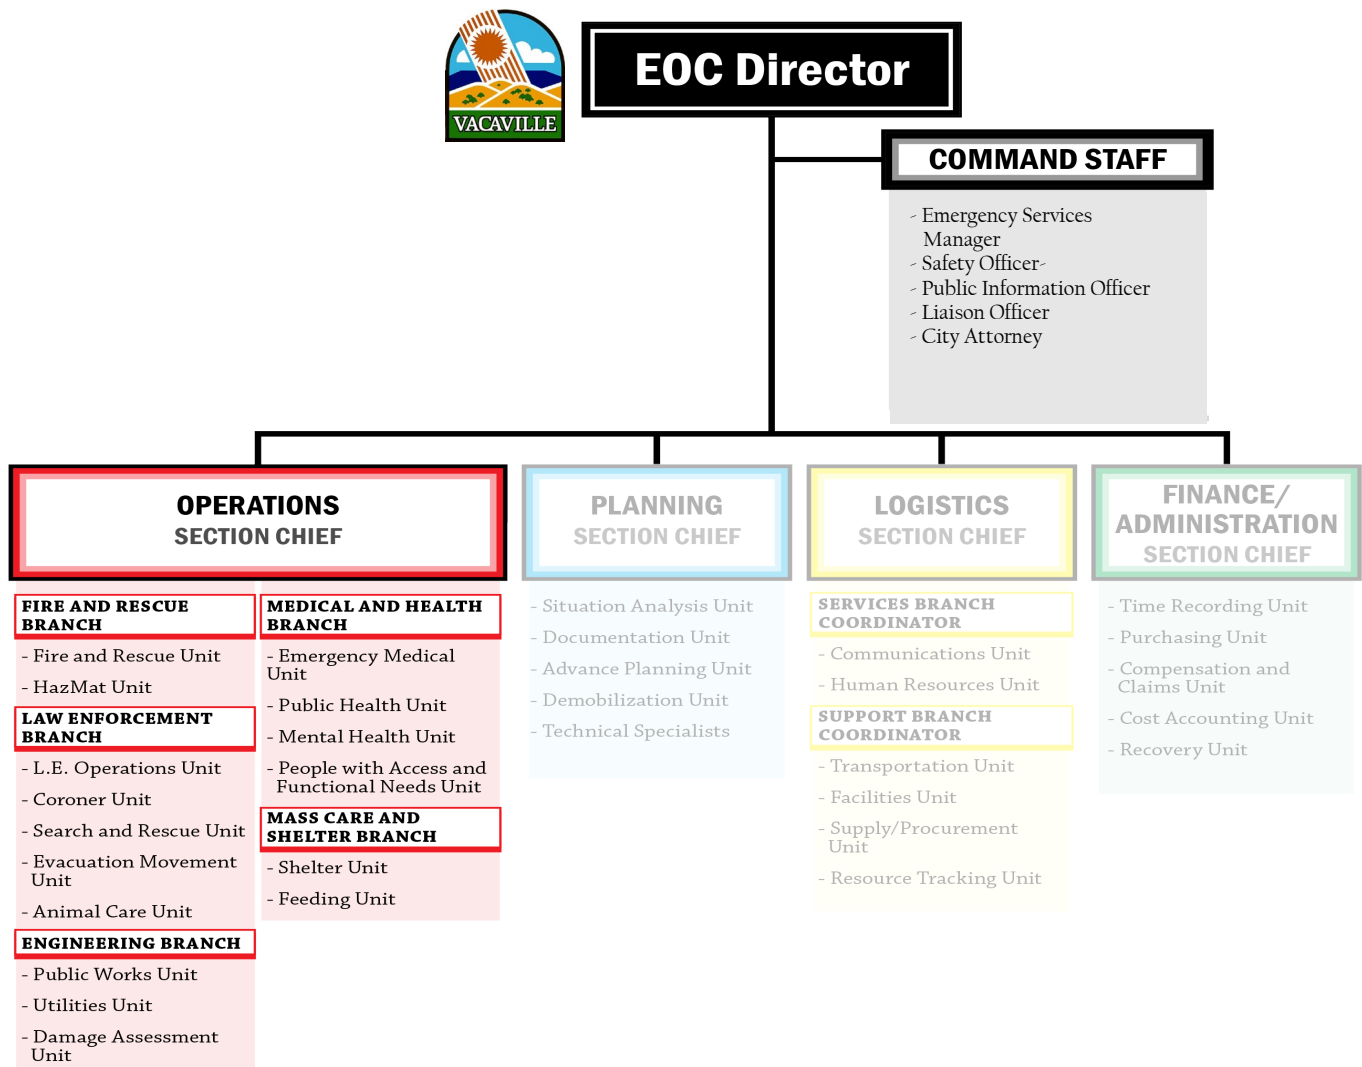 VACAVILLE
EOC Director
COMMAND STAFF
- Emergency Services
Manager
- Safety Officer-
- Public Information Officer
- Liaison Officer
- City Attorney
OPERATIONS
SECTION CHIEF
FIRE AND RESCUE
BRANCH
- Fire and Rescue Unit
- HazMat Unit
LAW ENFORCEMENT
BRANCH
- L.E. Operations Unit
- Coroner Unit
- Search and Rescue Unit
- Evacuation Movement
Unit
- Animal Care Unit
ENGINEERING BRANCH
- Public Works Unit
- Utilities Unit
- Damage Assessment
Unit
MEDICAL AND HEALTH
BRANCH
- Emergency Medical
Unit
- Public Health Unit
- Mental Health Unit
- People with Access and
Functional Needs Unit
MASS CARE AND
SHELTER BRANCH
- Shelter Unit
- Feeding Unit
PLANNING
SECTION CHIEF
- Situation Analysis Unit
- Documentation Unit
- Advance Planning Unit
- Demobilization Unit
- Technical Specialists
LOGISTICS
SECTION CHIEF
SERVICES BRANCH
COORDINATOR
- Communications Unit
- Human Resources Unit
SUPPORT BRANCH
COORDINATOR
- Transportation Unit
- Facilities Unit
- Supply/Procurement
Unit
- Resource Tracking Unit
FINANCE/
ADMINISTRATION
SECTION CHIEF
- Time Recording Unit
- Purchasing Unit
- Compensation and
Claims Unit
- Cost Accounting Unit
- Recovery Unit